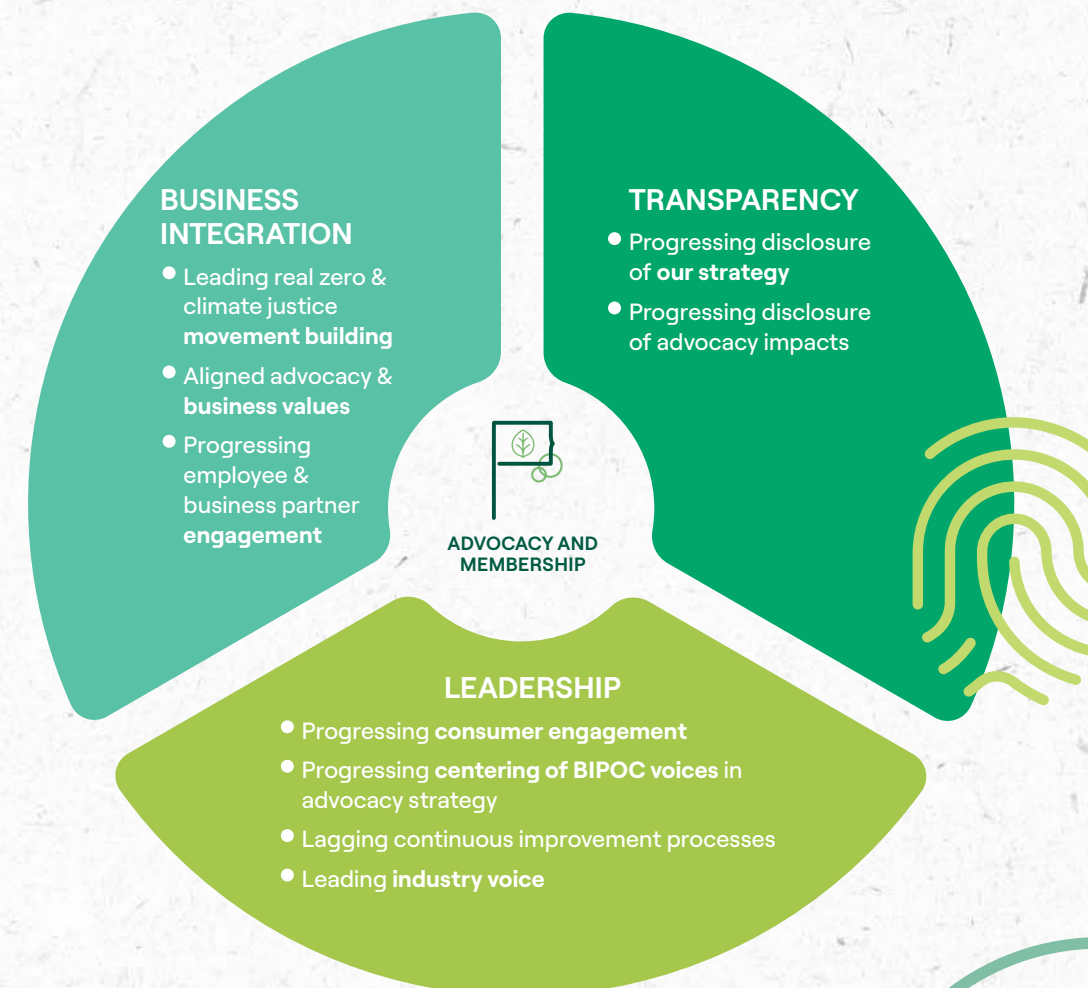 BUSINESS
INTEGRATION
Leading real zero &
climate justice
movement building
Aligned advocacy &
business values
Progressing
employee &
business partner
engagement
TRANSPARENCY
Progressing disclosure
of our strategy
Progressing disclosure
of advocacy impacts
ADVOCACY AND
MEMBERSHIP
LEADERSHIP
Progressing consumer engagement
Progressing centering of BIPOC voices in
advocacy strategy
Lagging continuous improvement processes
Leading industry voice